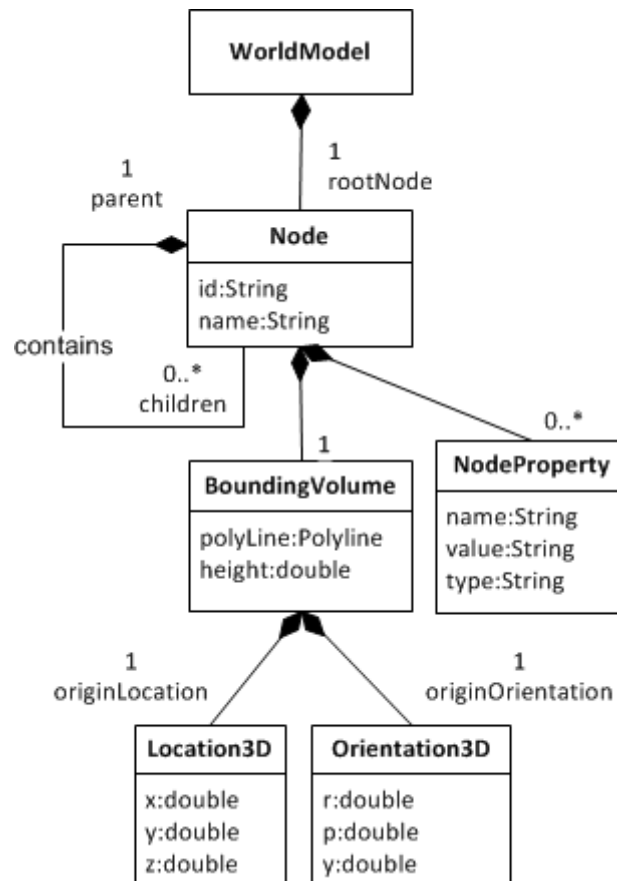 WorldModel
1
rootNode
1
parent
Node
id:String
name:String
contains
0..*
children
1
0..*
BoundingVolume
polyLine:Polyline
height:double
NodeProperty
name:String
value:String
type:String
1
originLocation
1
originOrientation
Location3D
x:double
y:double
z:double
Orientation3D
r:double
p:double
y:double